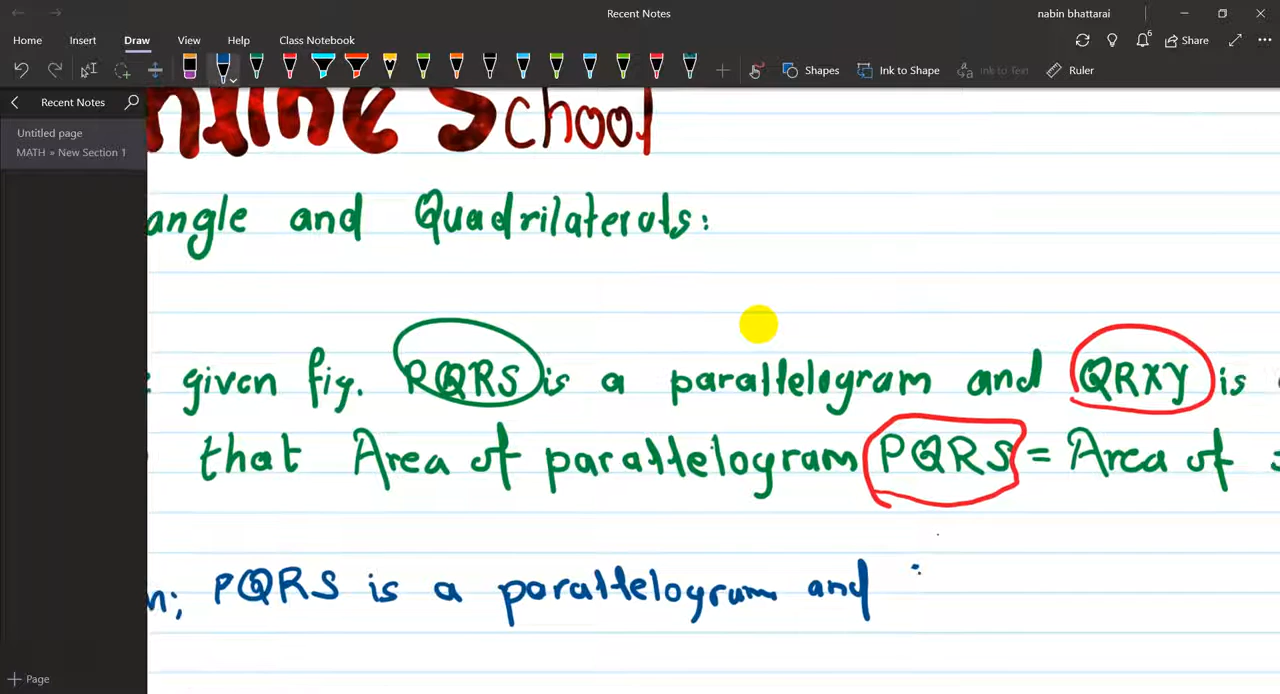 Recent Notes
nabin bhattarai
Home Insert Draw View Help Class Notebook
6
Share
Shapes Ink to Shape Ink to Text Ruler
Recent Notes
Untitled page
MATH » New Section 1
nline School
angle and Quadrilaterals:
: given fig. PQRS is a parallelogram and QRXY is
that Area of parallelogram PQRS = Area of
n; PQRS is a parallelogram and
Page